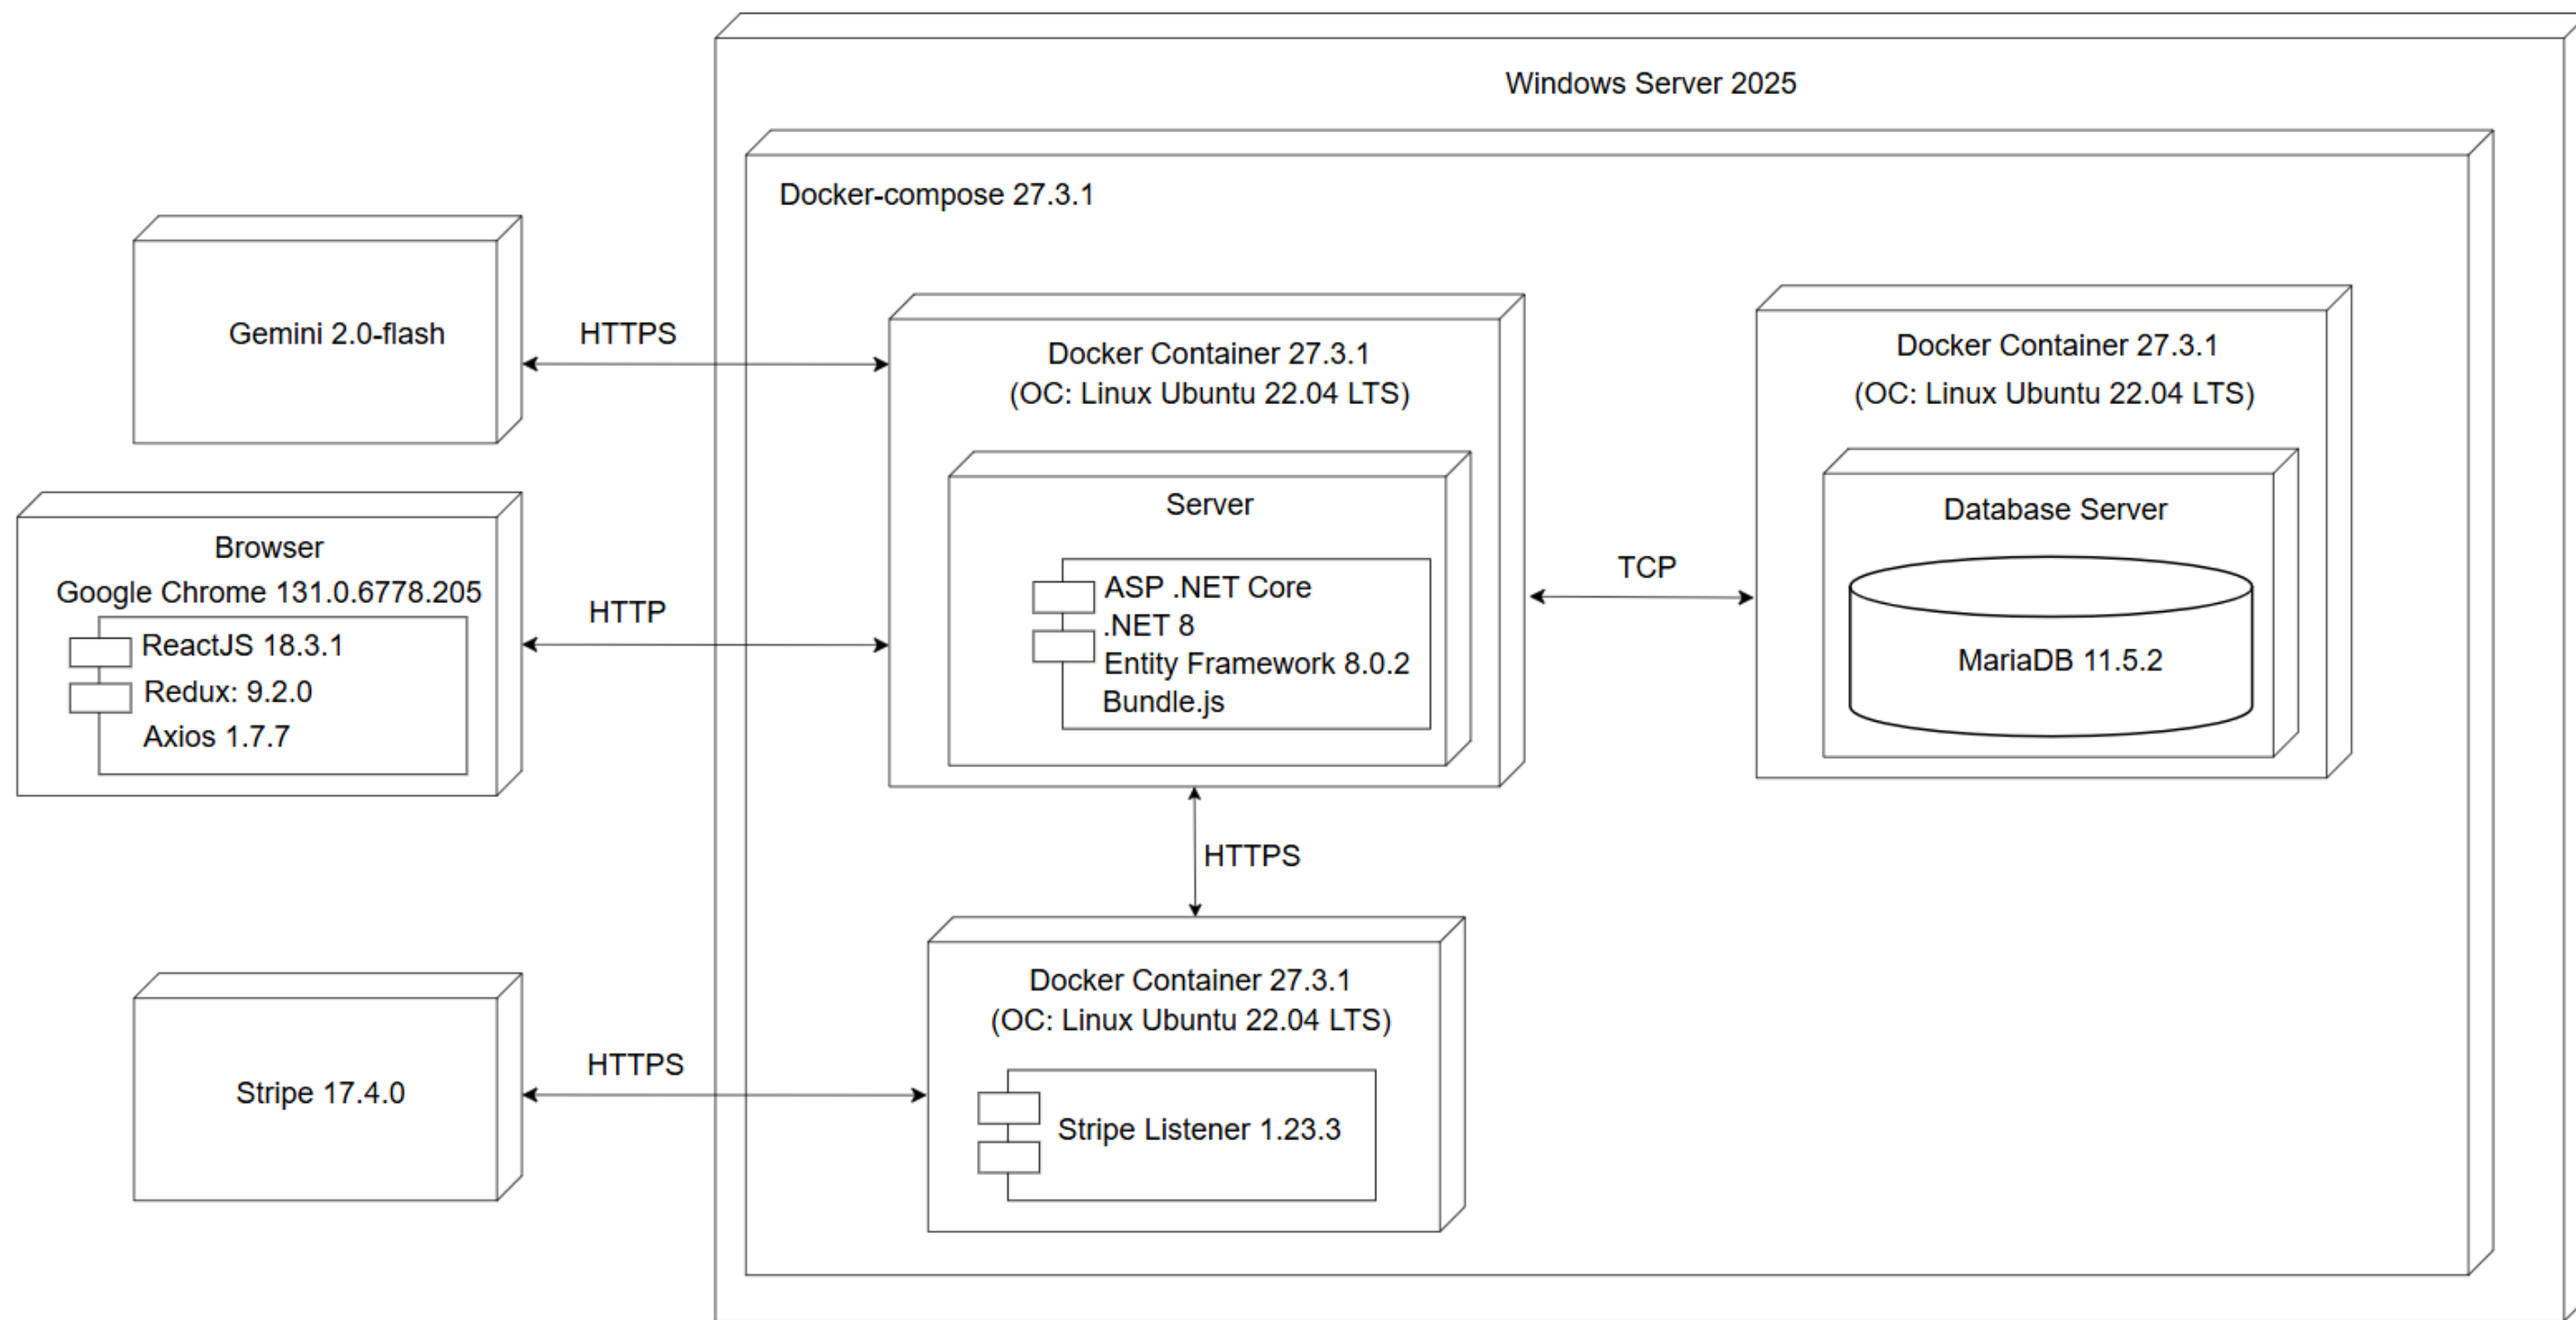 Windows Server 2025
Docker-compose 27.3.1
Gemini 2.0-flash
HTTPS
Docker Container 27.3.1
(OC: Linux Ubuntu 22.04 LTS)
Server
ASP .NET Core
.NET 8
Entity Framework 8.0.2
Bundle.js
Docker Container 27.3.1
(OC: Linux Ubuntu 22.04 LTS)
Database Server
MariaDB 11.5.2
TCP
Browser
Google Chrome 131.0.6778.205
ReactJS 18.3.1
Redux: 9.2.0
Axios 1.7.7
HTTP
HTTPS
Docker Container 27.3.1
(OC: Linux Ubuntu 22.04 LTS)
Stripe Listener 1.23.3
HTTPS
Stripe 17.4.0